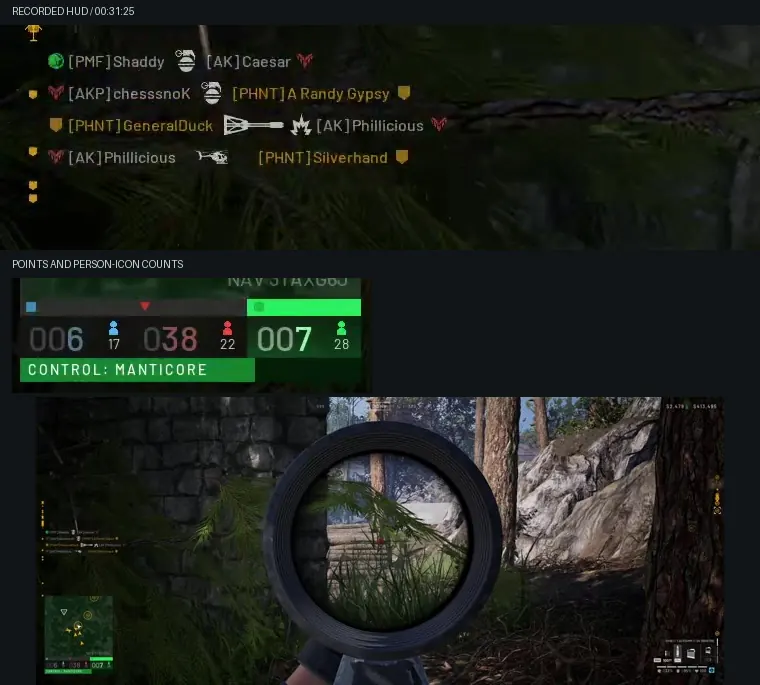 RECORDED HUD / 00:31:25
[PMF]Shaddy [AK]Caesar
[AKP]chesssnoK [PHNT]A Randy Gypsy
[PHNT]GeneralDuck [AK]Phillicious
[AK]Phillicious [PHNT]Silverhand
POINTS AND PERSON-ICON COUNTS
006 17 038 22 007 28
CONTROL: MANTICORE